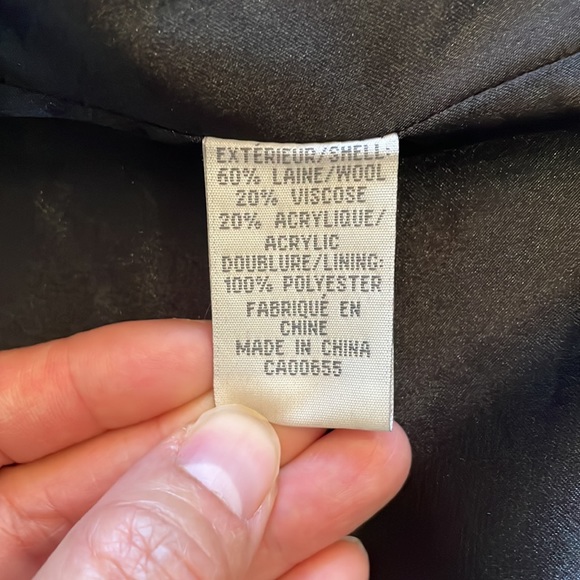 EXTÉRIEUR/SHELL:
60% LAINE/WOOL
20% VISCOSE
20% ACRYLIQUE/
ACRYLIC
DOUBLURE/LINING:
100% POLYESTER
FABRIQUÉ EN
CHINE
MADE IN CHINA
CA00655